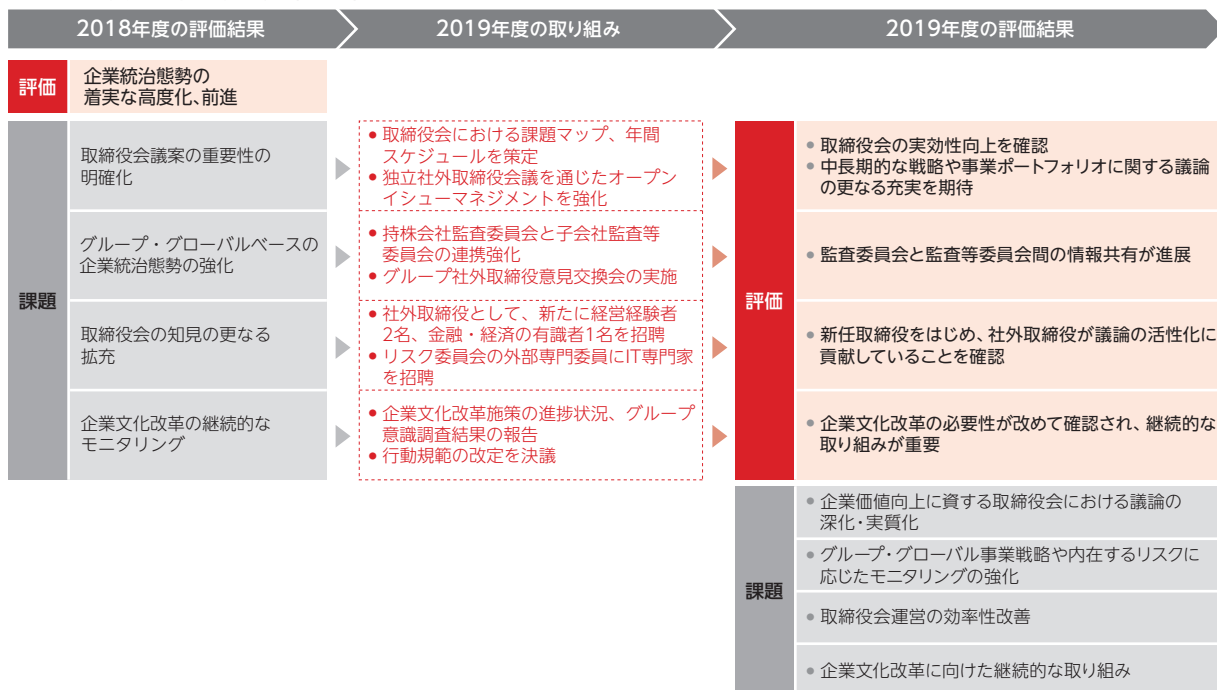 2018年度の評価結果
2019年度の取り組み
2019年度の評価結果
評価
企業統治態勢の
着実な高度化、前進
課題
取締役会議案の重要性の
明確化
• 取締役会における課題マップ、年間
スケジュールを策定
• 独立社外取締役会議を通じたオープン
イシューマネジメントを強化
評価
• 取締役会の実効性向上を確認
• 中長期的な戦略や事業ポートフォリオに関する議論
の更なる充実を期待
グループ・グローバルベースの
企業統治態勢の強化
• 持株会社監査委員会と子会社監査等
委員会の連携強化
• グループ社外取締役意見交換会の実施
• 監査委員会と監査等委員会間の情報共有が進展
取締役会の知見の更なる
拡充
• 社外取締役として、新たに経営経験者
2名、金融・経済の有識者1名を招聘
• リスク委員会の外部専門委員にIT専門家
を招聘
• 新任取締役をはじめ、社外取締役が議論の活性化に
貢献していることを確認
企業文化改革の継続的な
モニタリング
• 企業文化改革施策の進捗状況、グループ
意識調査結果の報告
• 行動規範の改定を決議
• 企業文化改革の必要性が改めて確認され、継続的な
取り組みが重要
課題
• 企業価値向上に資する取締役会における議論の
深化・実質化
• グループ・グローバル事業戦略や内在するリスクに
応じたモニタリングの強化
• 取締役会運営の効率性改善
• 企業文化改革に向けた継続的な取り組み